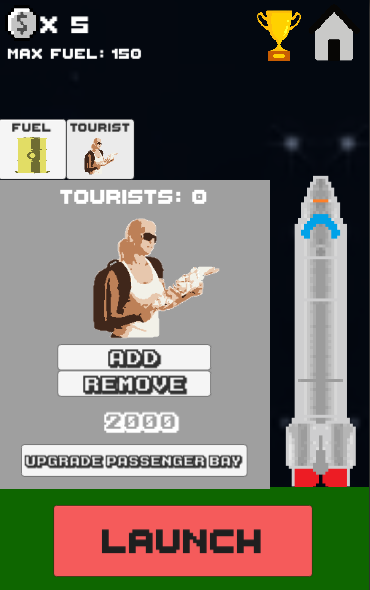 $ X 5
MAX FUEL: 150
FUEL
TOURIST
TOURISTS: 0
ADD
REMOVE
2000
UPGRADE PASSENGER BAY
LAUNCH